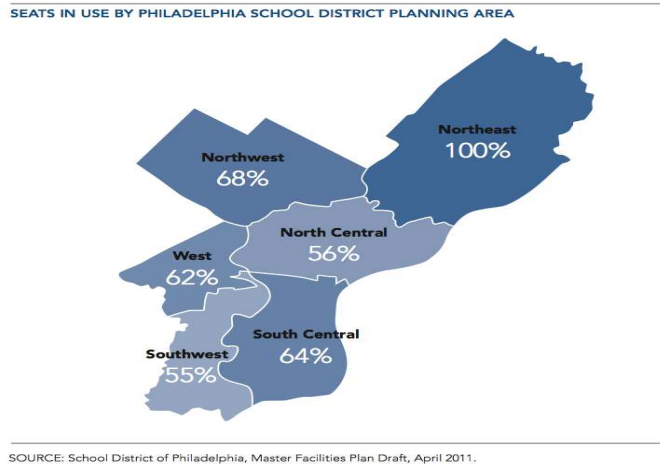 SEATS IN USE BY PHILADELPHIA SCHOOL DISTRICT PLANNING AREA
Northeast
100%
Northwest
68%
North Central
56%
West
62%
South Central
64%
Southwest
55%
SOURCE: School District of Philadelphia, Master Facilities Plan Draft, April 2011.